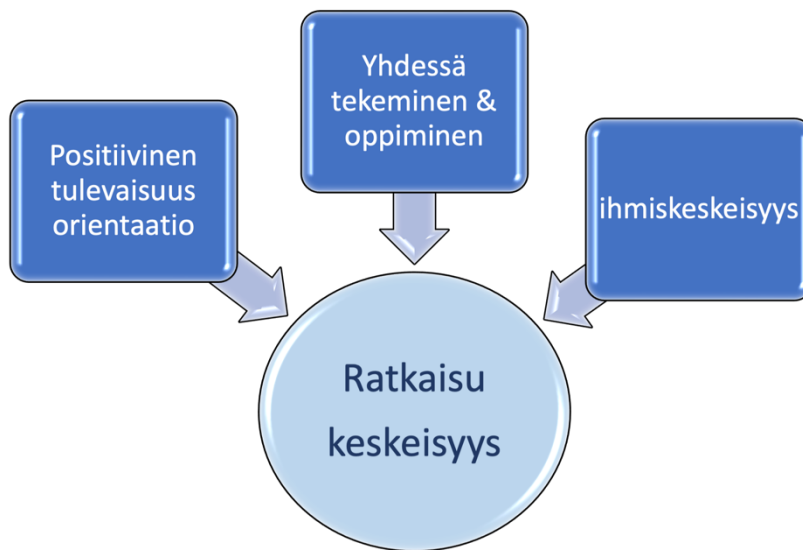 Positiivinen
tulevaisuus
orientaatio
Yhdessä
tekeminen &
oppiminen
ihmiskeskeisyys
Ratkaisu
keskeisyys